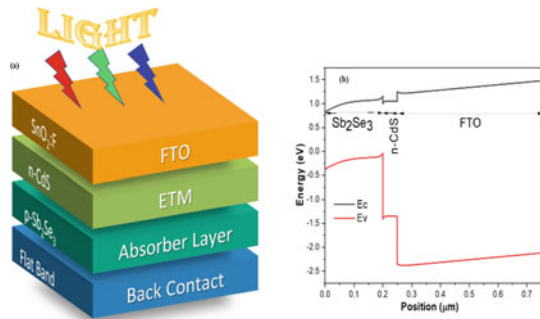 LIGHT
(a)
SnO2-F
FTO
n-CdS
ETM
p-Sb2Se3
Absorber Layer
Flat Band
Back Contact
(b)
1.5
1.0
0.5
0.0
-0.5
-1.0
-1.5
-2.0
-2.5
Energy (eV)
Sb2Se3
n-CdS
FTO
Ec
Ev
0.0 0.1 0.2 0.3 0.4 0.5 0.6 0.7
Position (µm)